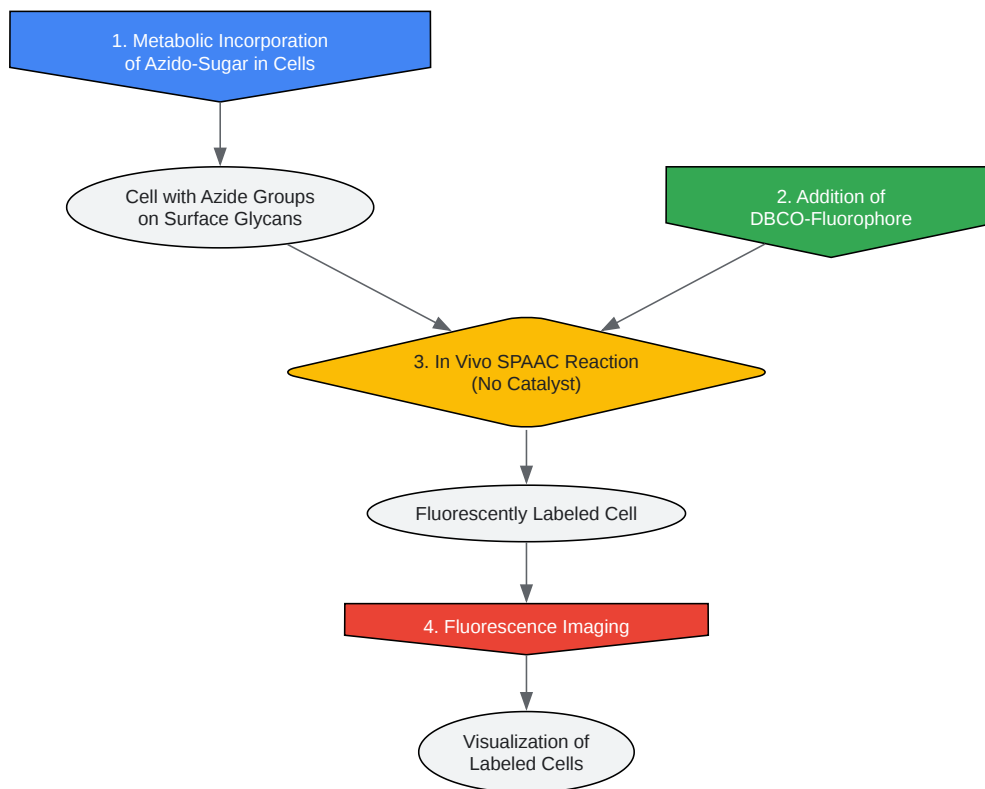 1. Metabolic Incorporation
of Azido-Sugar in Cells
Cell with Azide Groups
on Surface Glycans
2. Addition of
DBCO-Fluorophore
3. In Vivo SPAAC Reaction
(No Catalyst)
Fluorescently Labeled Cell
4. Fluorescence Imaging
Visualization of
Labeled Cells